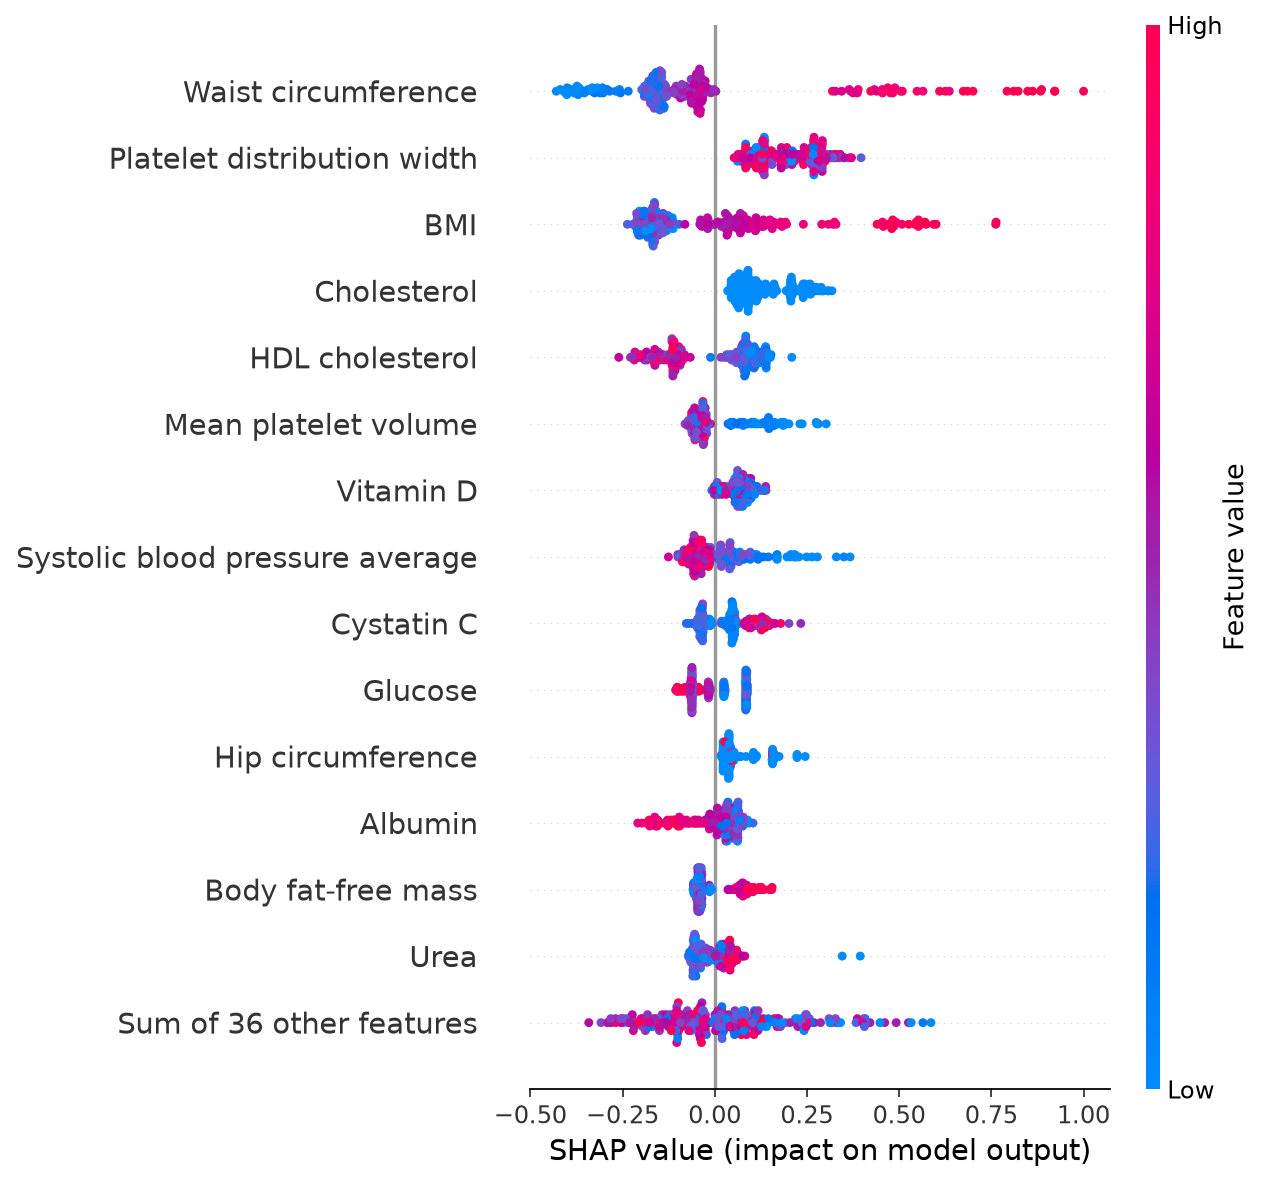 High
Waist circumference
Platelet distribution width
BMI
Cholesterol
HDL cholesterol
Mean platelet volume
Vitamin D
Systolic blood pressure average
Cystatin C
Glucose
Hip circumference
Albumin
Body fat-free mass
Urea
Sum of 36 other features
Feature value
Low
−0.50 −0.25 0.00 0.25 0.50 0.75 1.00
SHAP value (impact on model output)